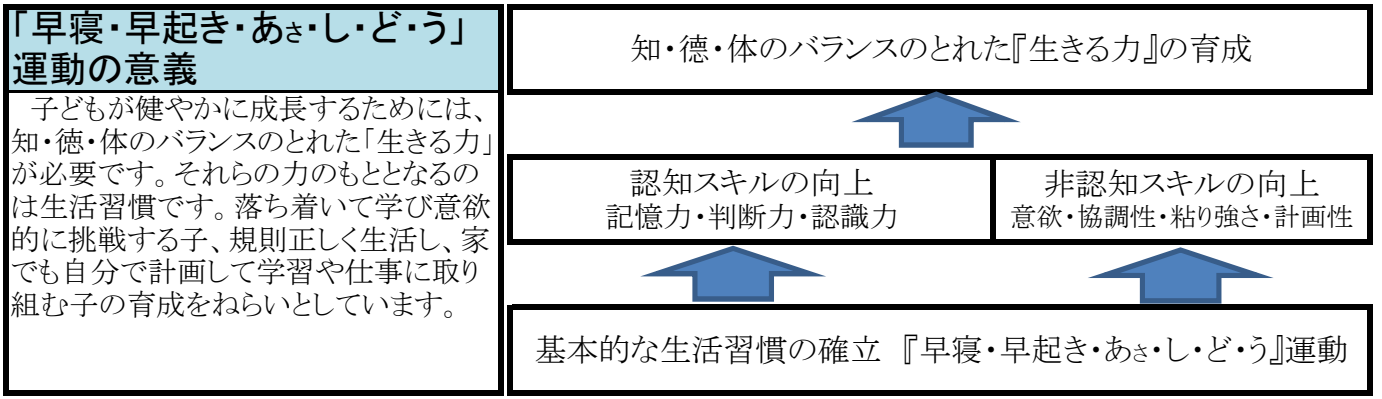 「早寝・早起き・あさ・し・ど・う」
運動の意義
子どもが健やかに成長するためには、
知・徳・体のバランスのとれた「生きる力」
が必要です。それらの力のもととなるの
は生活習慣です。落ち着いて学び意欲
的に挑戦する子、規則正しく生活し、家
でも自分で計画して学習や仕事に取り
組む子の育成をねらいとしています。
知・徳・体のバランスのとれた『生きる力』の育成
認知スキルの向上
記憶力・判断力・認識力
非認知スキルの向上
意欲・協調性・粘り強さ・計画性
基本的な生活習慣の確立 『早寝・早起き・あさ・し・ど・う』運動